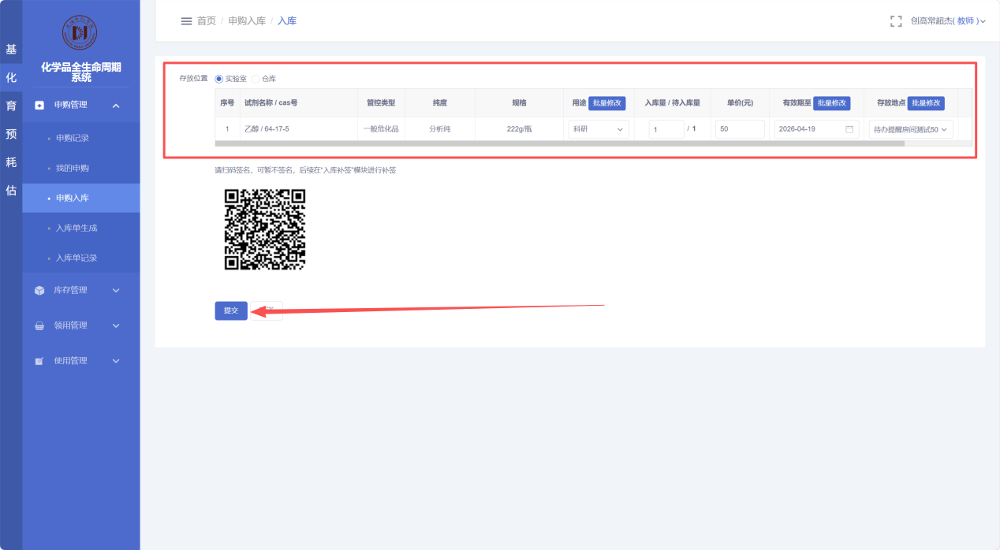 首页 / 申购入库 / 入库
创高常超杰( 教师 )
基
化
育
预
耗
估
化学品全生命周期
系统
申购管理
申购记录
我的申购
申购入库
入库单生成
入库单记录
库存管理
领用管理
使用管理
存放位置 实验室 仓库
序号 试剂名称 / cas号 管控类型 纯度 规格 用途 批量修改 入库量 / 待入库量 单价(元) 有效期至 批量修改 存放地点 批量修改
1 乙醇 / 64-17-5 一般危化品 分析纯 222g/瓶 科研 1 / 1 50 2026-04-19 待办提醒房间测试50
请扫码签名，可暂不签名，后续在"入库补签"模块进行补签
提交